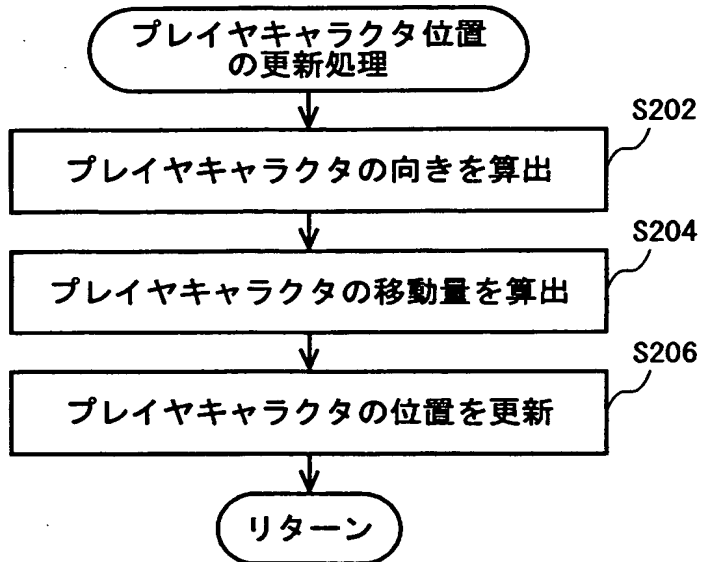 プレイヤキャラクタ位置
の更新処理
S202
プレイヤキャラクタの向きを算出
S204
プレイヤキャラクタの移動量を算出
S206
プレイヤキャラクタの位置を更新
リターン